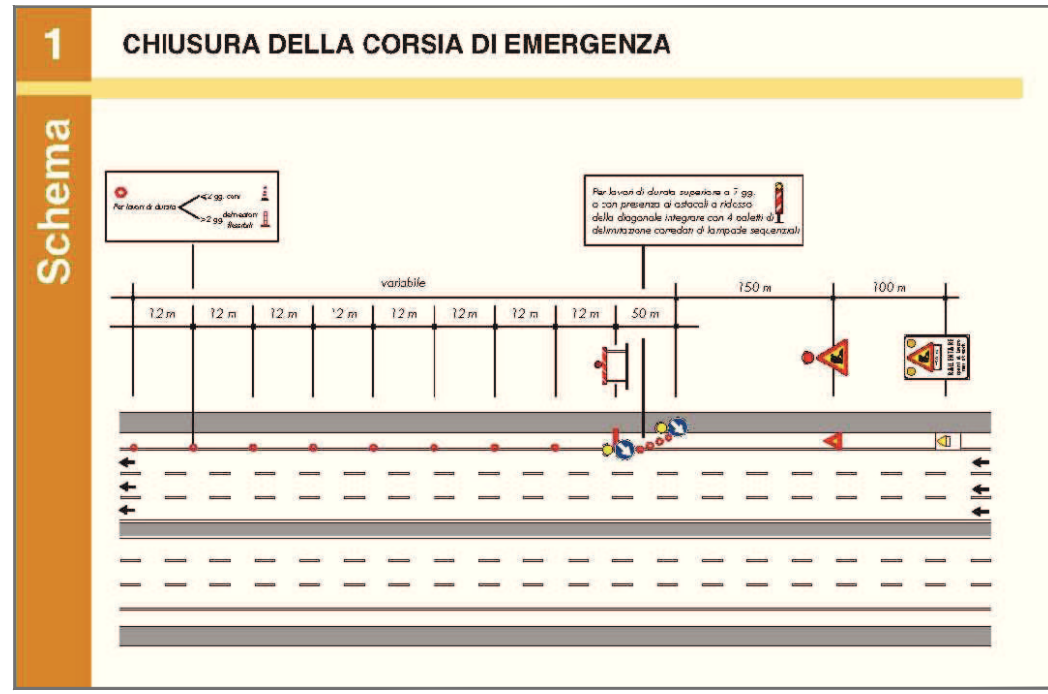 1
CHIUSURA DELLA CORSIA DI EMERGENZA
Schema
Per lavori di durata
≤2 gg. coni
>2 gg. delineatori
flessibili
Per lavori di durata superiore a 7 gg.
o con presenza di ostacoli a ridosso
della diagonale integrare con 4 paletti di
delimitazione corredati di lampade sequenziali
variabile
150 m
100 m
12 m
12 m
12 m
12 m
12 m
12 m
12 m
12 m
50 m
RALLENTARE